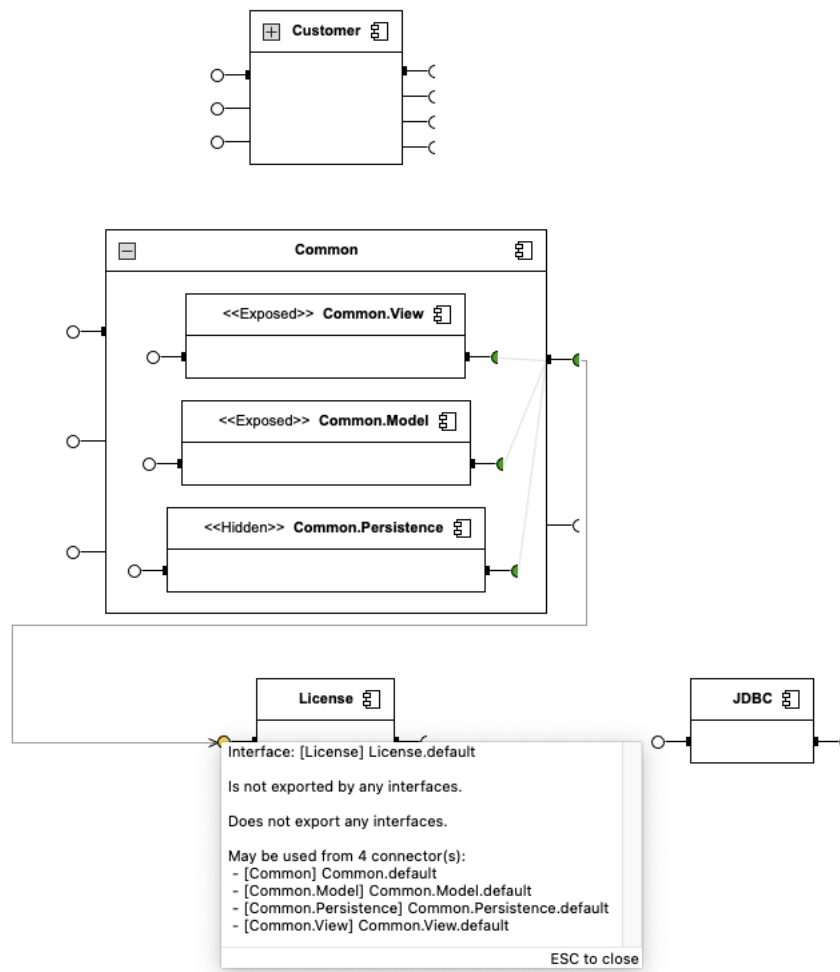 Customer
Common
<<Exposed>> Common.View
<<Exposed>> Common.Model
<<Hidden>> Common.Persistence
License
JDBC
Interface: [License] License.default
Is not exported by any interfaces.
Does not export any interfaces.
May be used from 4 connector(s):
- [Common] Common.default
- [Common.Model] Common.Model.default
- [Common.Persistence] Common.Persistence.default
- [Common.View] Common.View.default
ESC to close